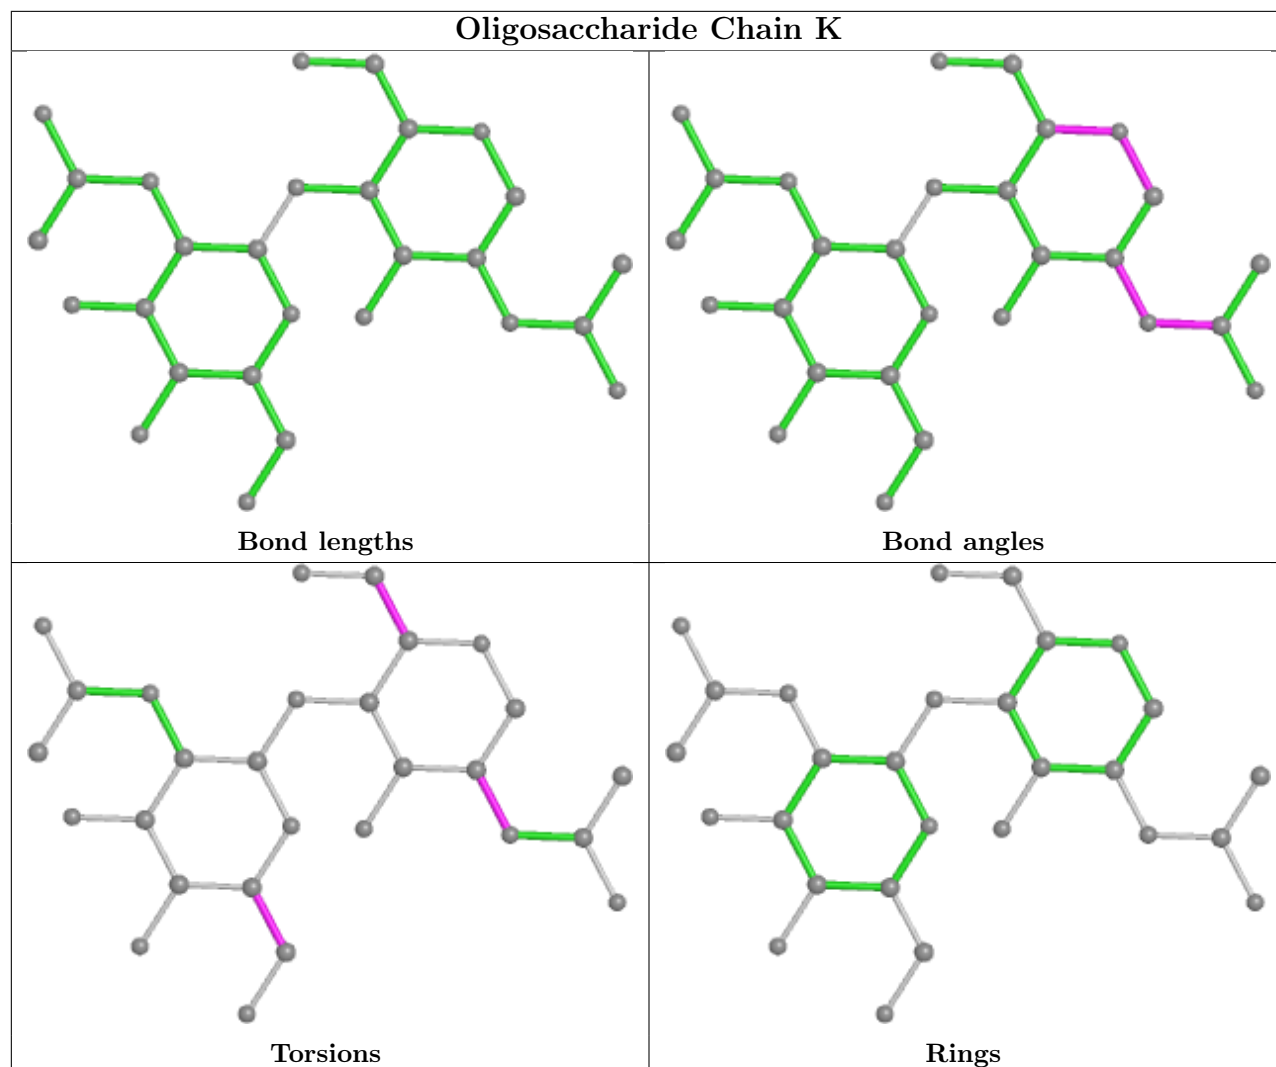 Oligosaccharide Chain K
Bond lengths
Bond angles
Torsions
Rings